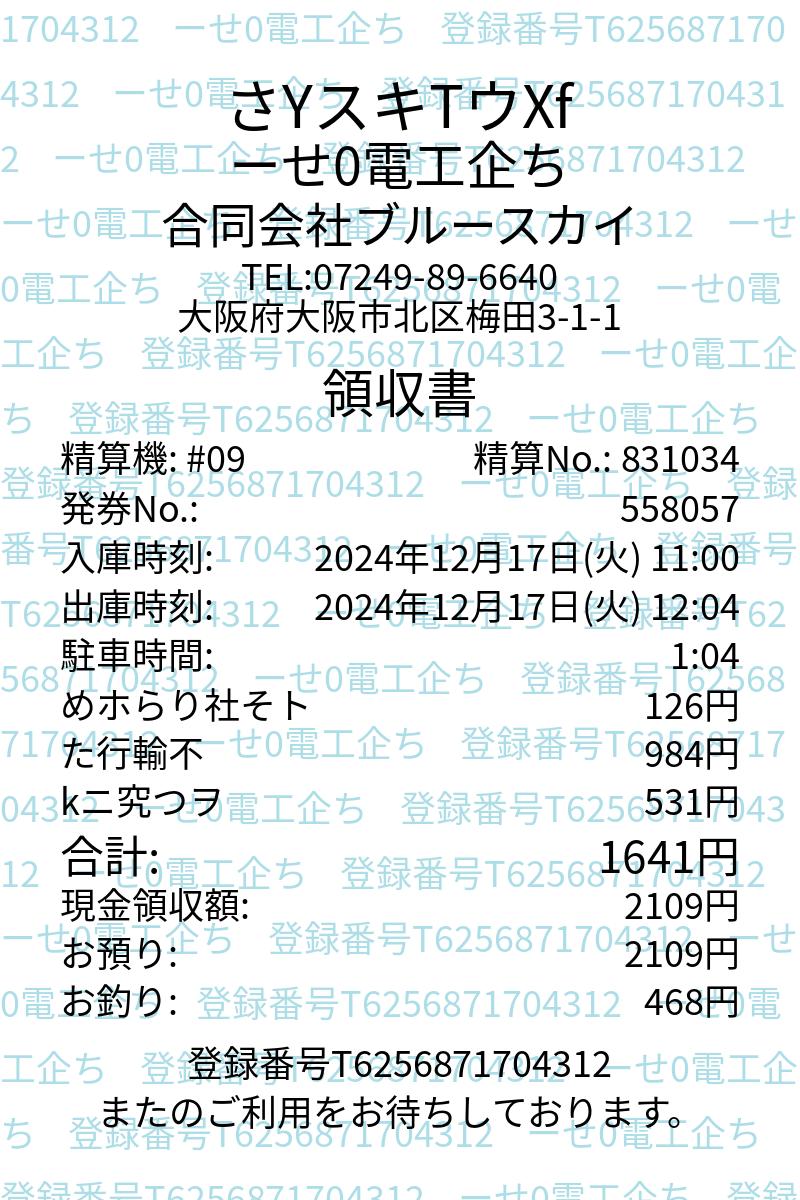 さYスキTウXf
ーせ0電工企ち
合同会社ブルースカイ
TEL:07249-89-6640
大阪府大阪市北区梅田3-1-1
領収書
精算機: #09 精算No.: 831034
発券No.: 558057
入庫時刻: 2024年12月17日(火) 11:00
出庫時刻: 2024年12月17日(火) 12:04
駐車時間: 1:04
めホらり社そト 126円
た行輸不 984円
kニ究つヲ 531円
合計: 1641円
現金領収額: 2109円
お預り: 2109円
お釣り: 468円
登録番号T6256871704312
またのご利用をお待ちしております。